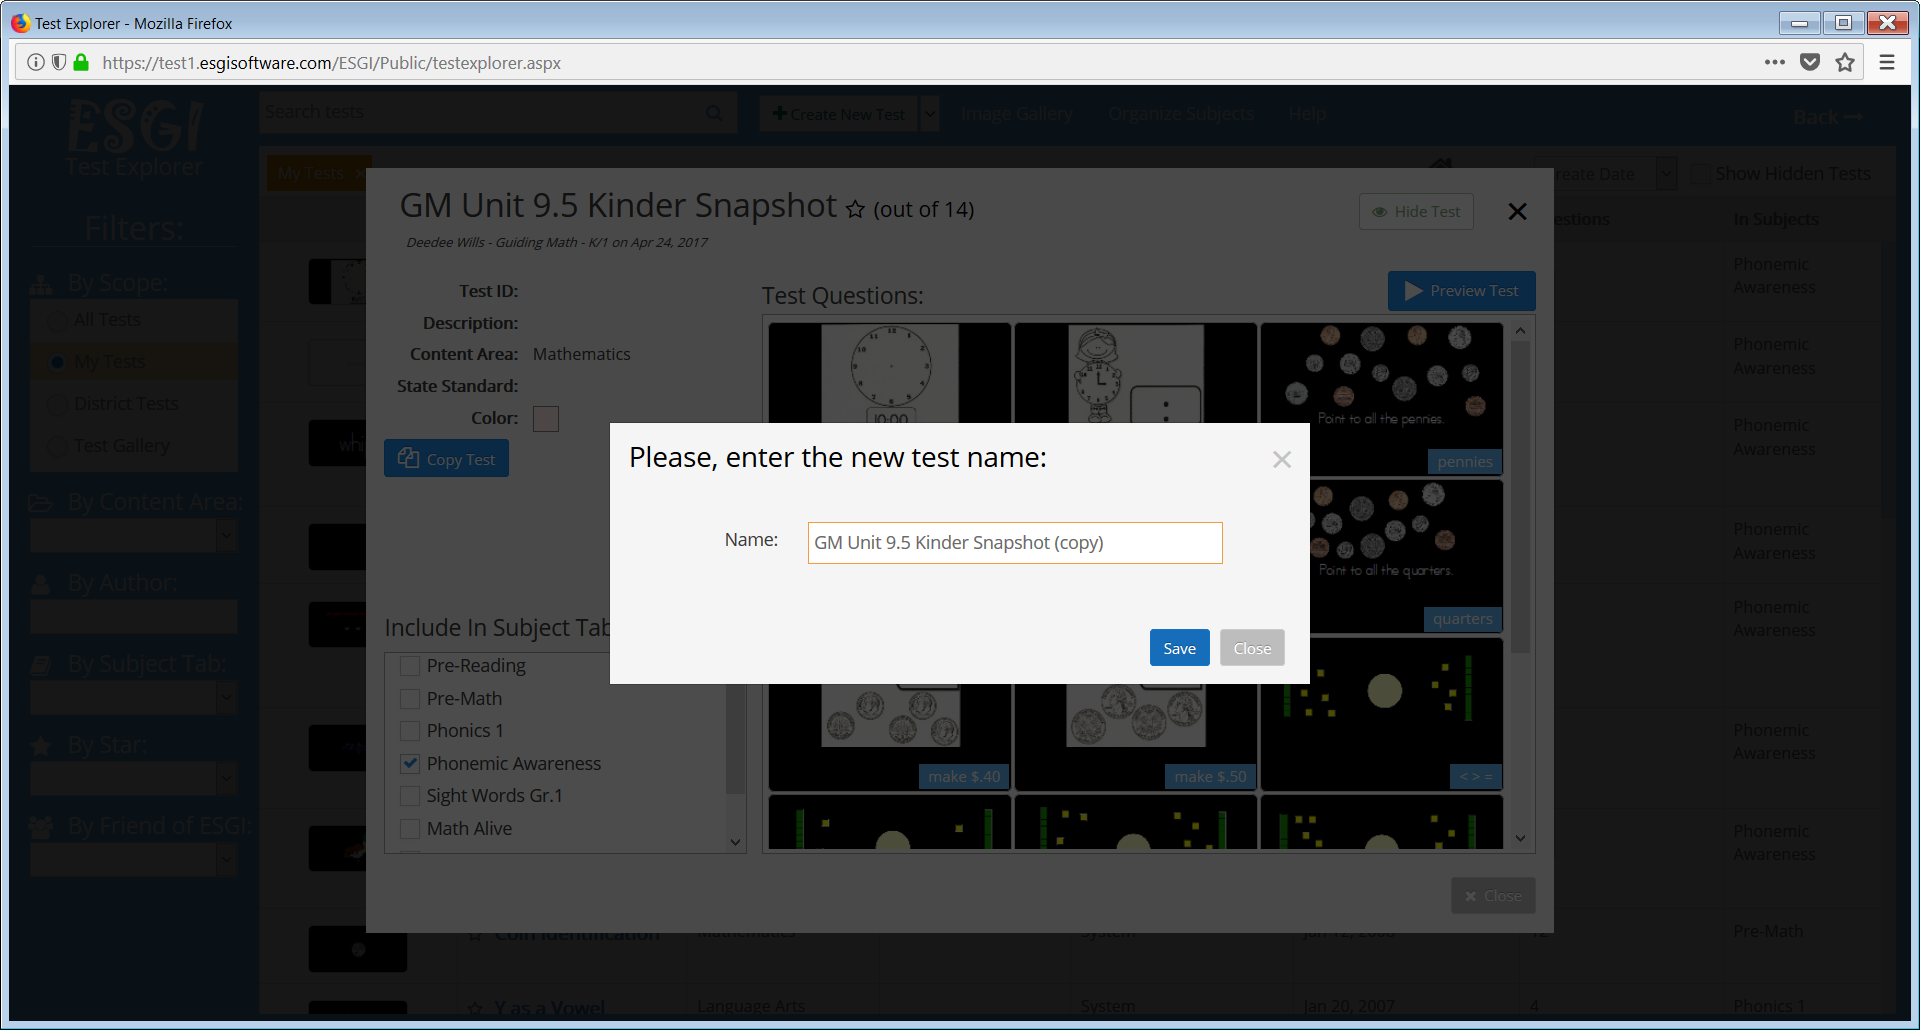 Test Explorer - Mozilla Firefox
https://test1.esgisoftware.com/ESGI/Public/testexplorer.aspx
ESGI
Test Explorer
Search tests
Create New Test
Image Gallery
Organize Subjects
Help
Back
My Tests ×
reate Date
Show Hidden Tests
Filters:
By Scope:
All Tests
My Tests
District Tests
Test Gallery
By Content Area:
By Author:
By Subject Tab:
By Star:
By Friend of ESGI:
GM Unit 9.5 Kinder Snapshot (out of 14)
Hide Test
Deedee Wills - Guiding Math - K/1 on Apr 24, 2017
Test ID:
Description:
Content Area: Mathematics
State Standard:
Color:
Copy Test
Test Questions:
Preview Test
10:00
Point to all the pennies.
pennies
Point to all the quarters.
quarters
make $.40
make $.50
< > =
Please, enter the new test name:
Name: GM Unit 9.5 Kinder Snapshot (copy)
Save
Close
Include In Subject Tab
Pre-Reading
Pre-Math
Phonics 1
Phonemic Awareness
Sight Words Gr.1
Math Alive
Close
estions
In Subjects
Phonemic
Awareness
Phonemic
Awareness
Phonemic
Awareness
Phonemic
Awareness
Phonemic
Awareness
Phonemic
Awareness
Phonemic
Awareness
Coin Identification Mathematics System Jan 12, 2006 12 Pre-Math
Y as a Vowel Language Arts System Jan 20, 2007 4 Phonics 1